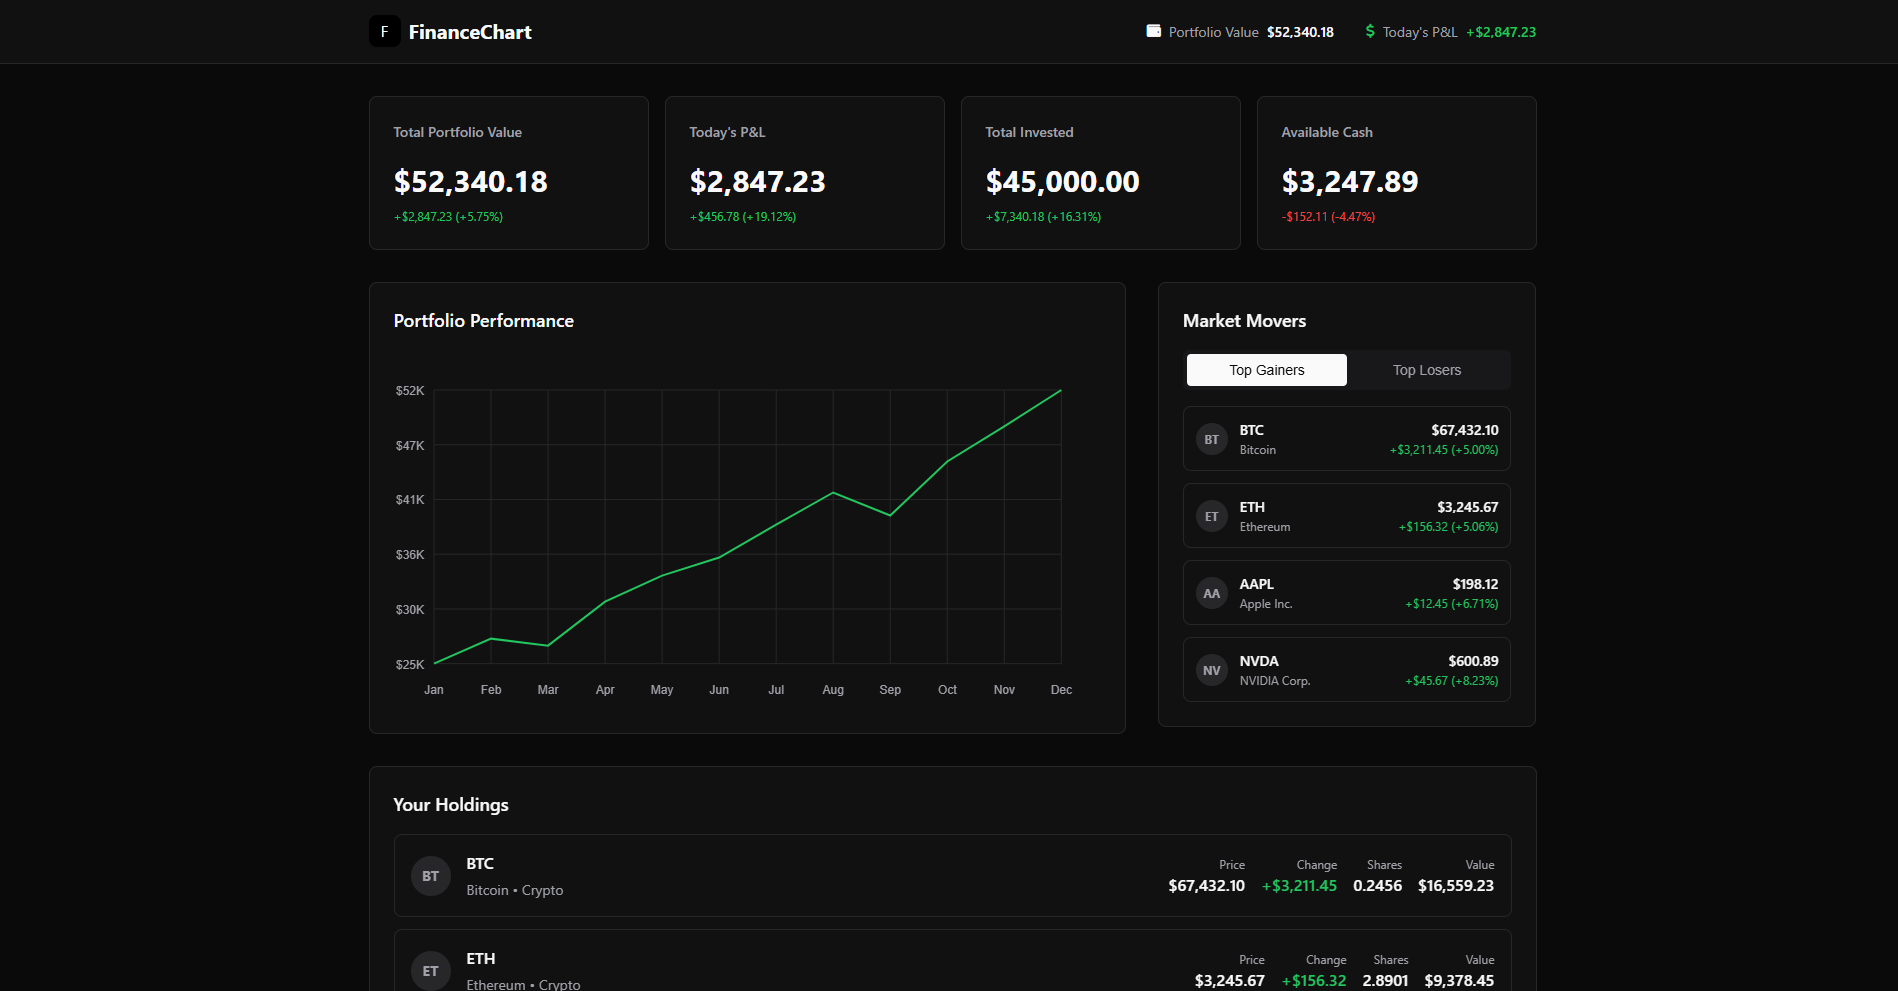 F FinanceChart
Portfolio Value $52,340.18 $ Today's P&L +$2,847.23
Total Portfolio Value
$52,340.18
+$2,847.23 (+5.75%)
Today's P&L
$2,847.23
+$456.78 (+19.12%)
Total Invested
$45,000.00
+$7,340.18 (+16.31%)
Available Cash
$3,247.89
-$152.11 (-4.47%)
Portfolio Performance
$52K
$47K
$41K
$36K
$30K
$25K
Jan Feb Mar Apr May Jun Jul Aug Sep Oct Nov Dec
Market Movers
Top Gainers Top Losers
BT
BTC $67,432.10
Bitcoin +$3,211.45 (+5.00%)
ET
ETH $3,245.67
Ethereum +$156.32 (+5.06%)
AA
AAPL $198.12
Apple Inc. +$12.45 (+6.71%)
NV
NVDA $600.89
NVIDIA Corp. +$45.67 (+8.23%)
Your Holdings
BT
BTC
Bitcoin • Crypto
Price Change Shares Value
$67,432.10 +$3,211.45 0.2456 $16,559.23
ET
ETH
Ethereum • Crypto
Price Change Shares Value
$3,245.67 +$156.32 2.8901 $9,378.45